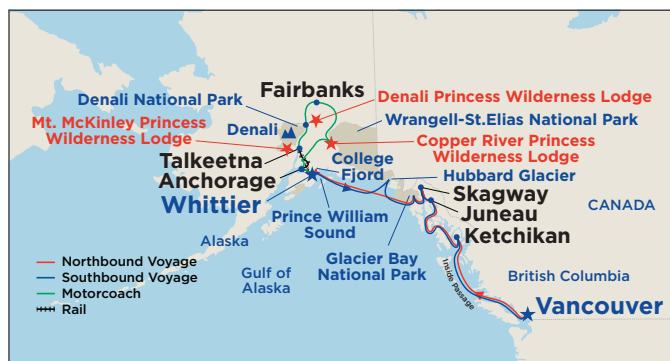 Fairbanks
Denali National Park
Denali Princess Wilderness Lodge
Mt. McKinley Princess
Wilderness Lodge
Denali
Wrangell-St.Elias National Park
Copper River Princess
Wilderness Lodge
Talkeetna
Anchorage
College
Fjord
Hubbard Glacier
Whittier
Skagway
Juneau
Ketchikan
CANADA
Prince William
Sound
Alaska
Glacier Bay
National Park
Gulf of
Alaska
Northbound Voyage
Southbound Voyage
Motorcoach
Rail
Inside Passage
British Columbia
Vancouver